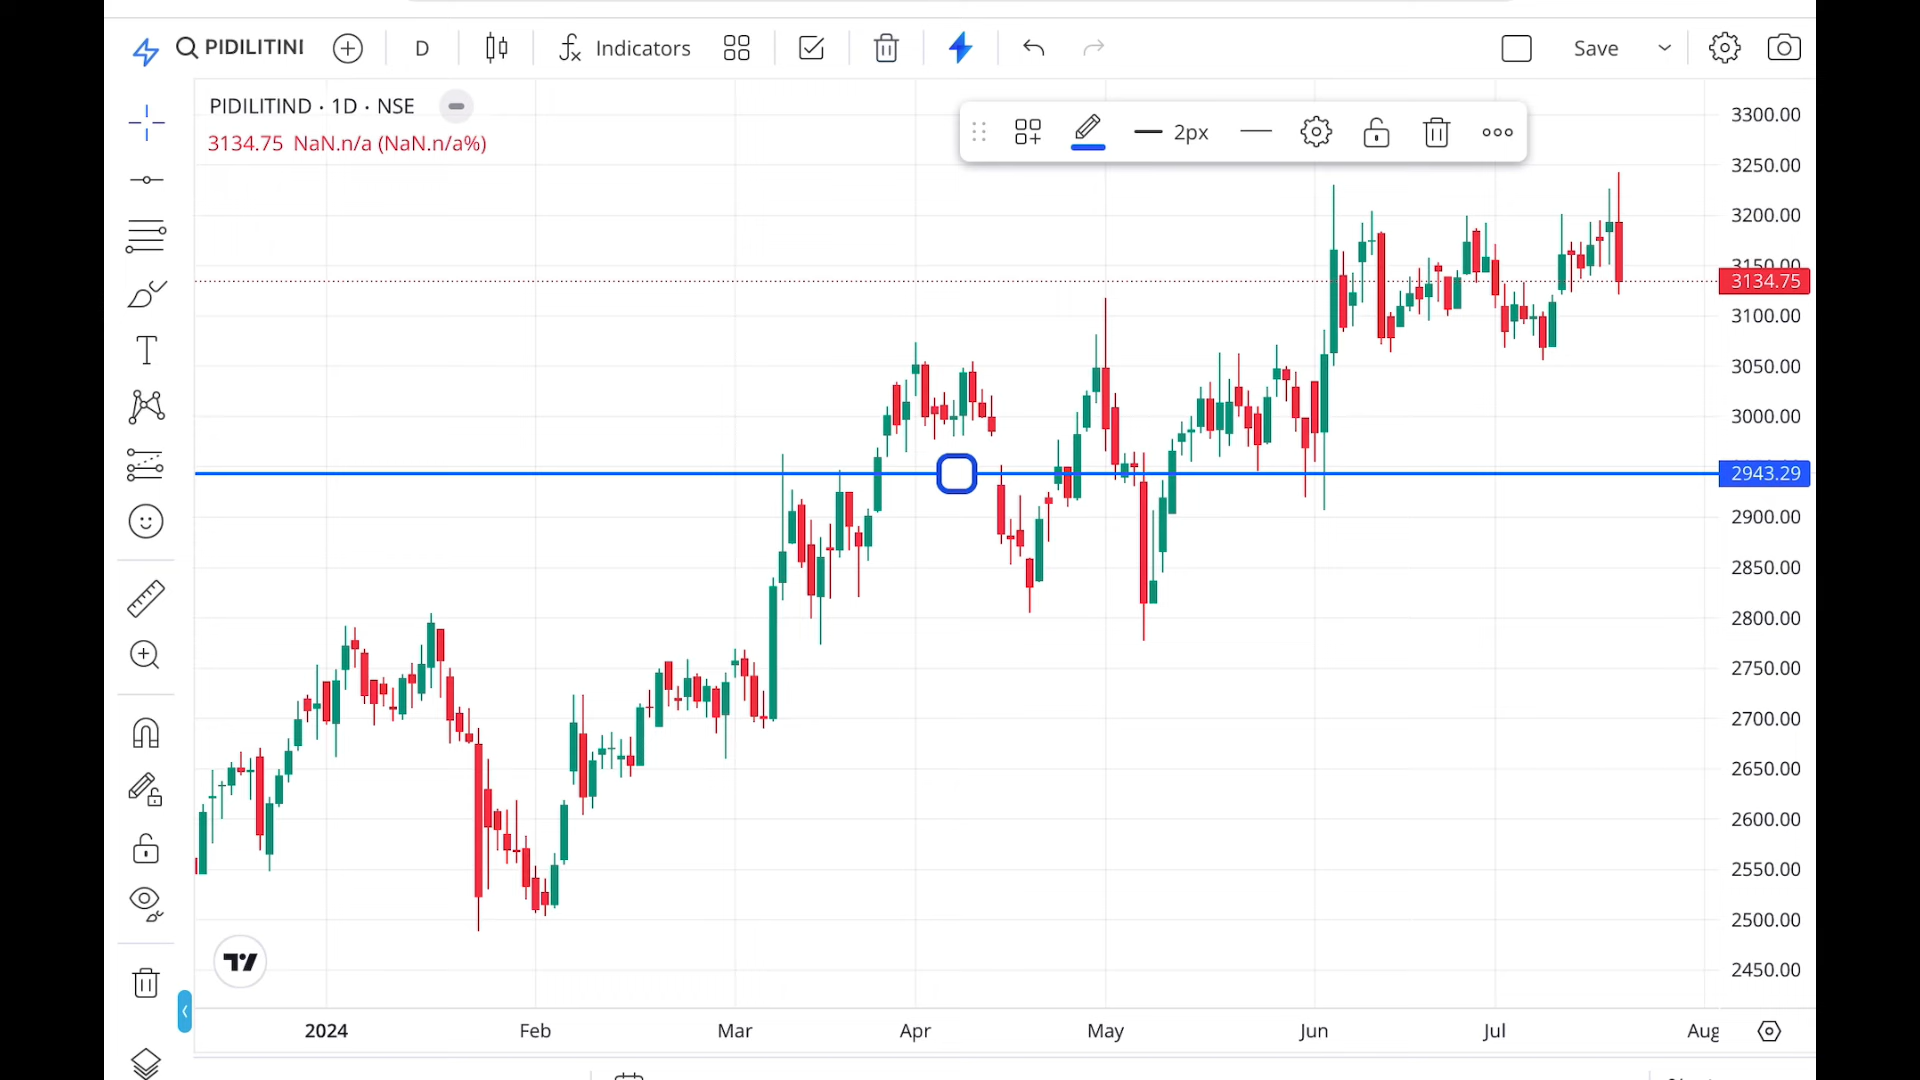 PIDILITINI
D
Indicators
Save
PIDILITIND · 1D · NSE
3134.75 NaN.n/a (NaN.n/a%)
2px
3300.00
3250.00
3200.00
3150.00
3134.75
3100.00
3050.00
3000.00
2943.29
2900.00
2850.00
2800.00
2750.00
2700.00
2650.00
2600.00
2550.00
2500.00
2450.00
2024
Feb
Mar
Apr
May
Jun
Jul
Aug